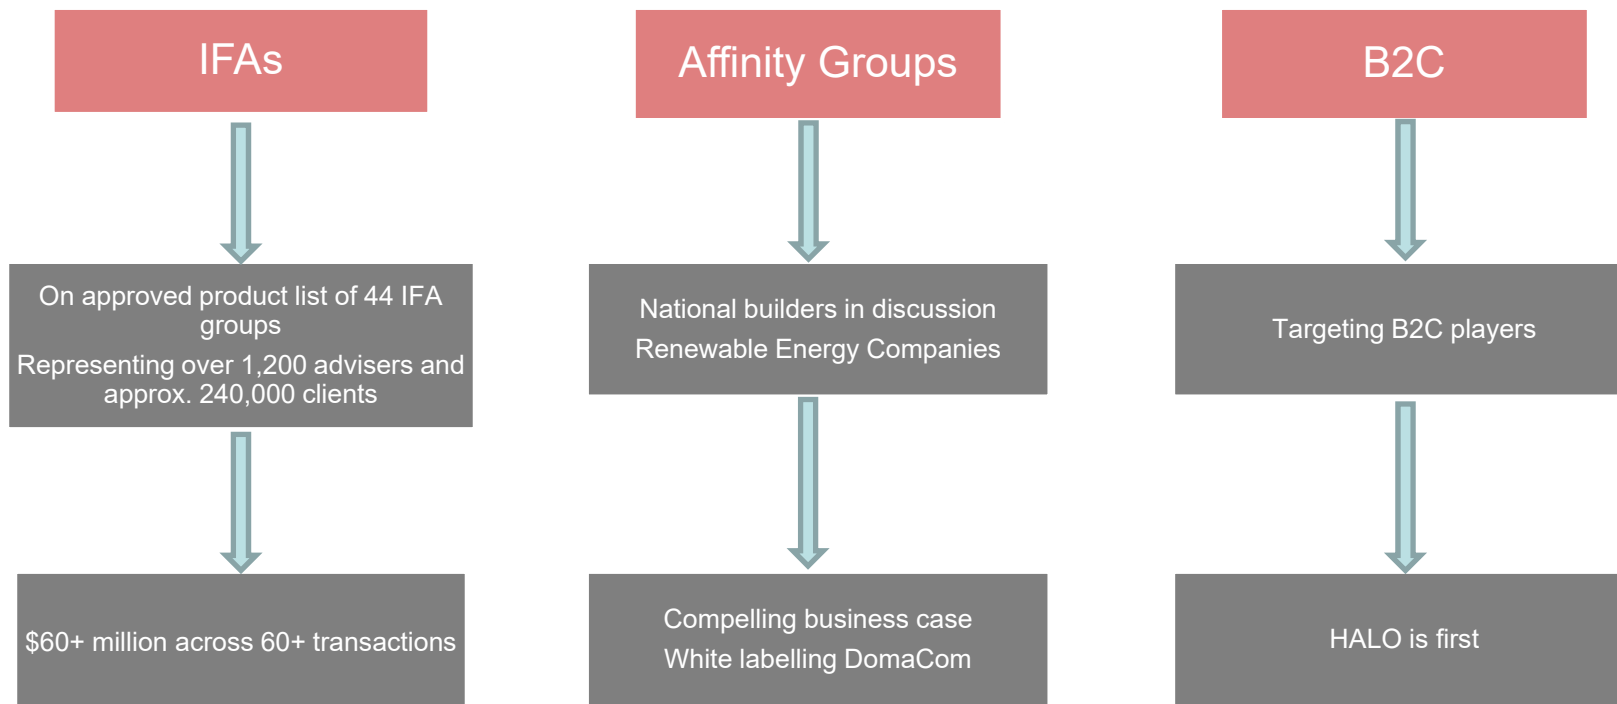 IFAs
Affinity Groups
B2C
On approved product list of 44 IFA
groups
Representing over 1,200 advisers and
approx. 240,000 clients
National builders in discussion
Renewable Energy Companies
Targeting B2C players
$60+ million across 60+ transactions
Compelling business case
White labelling DomaCom
HALO is first